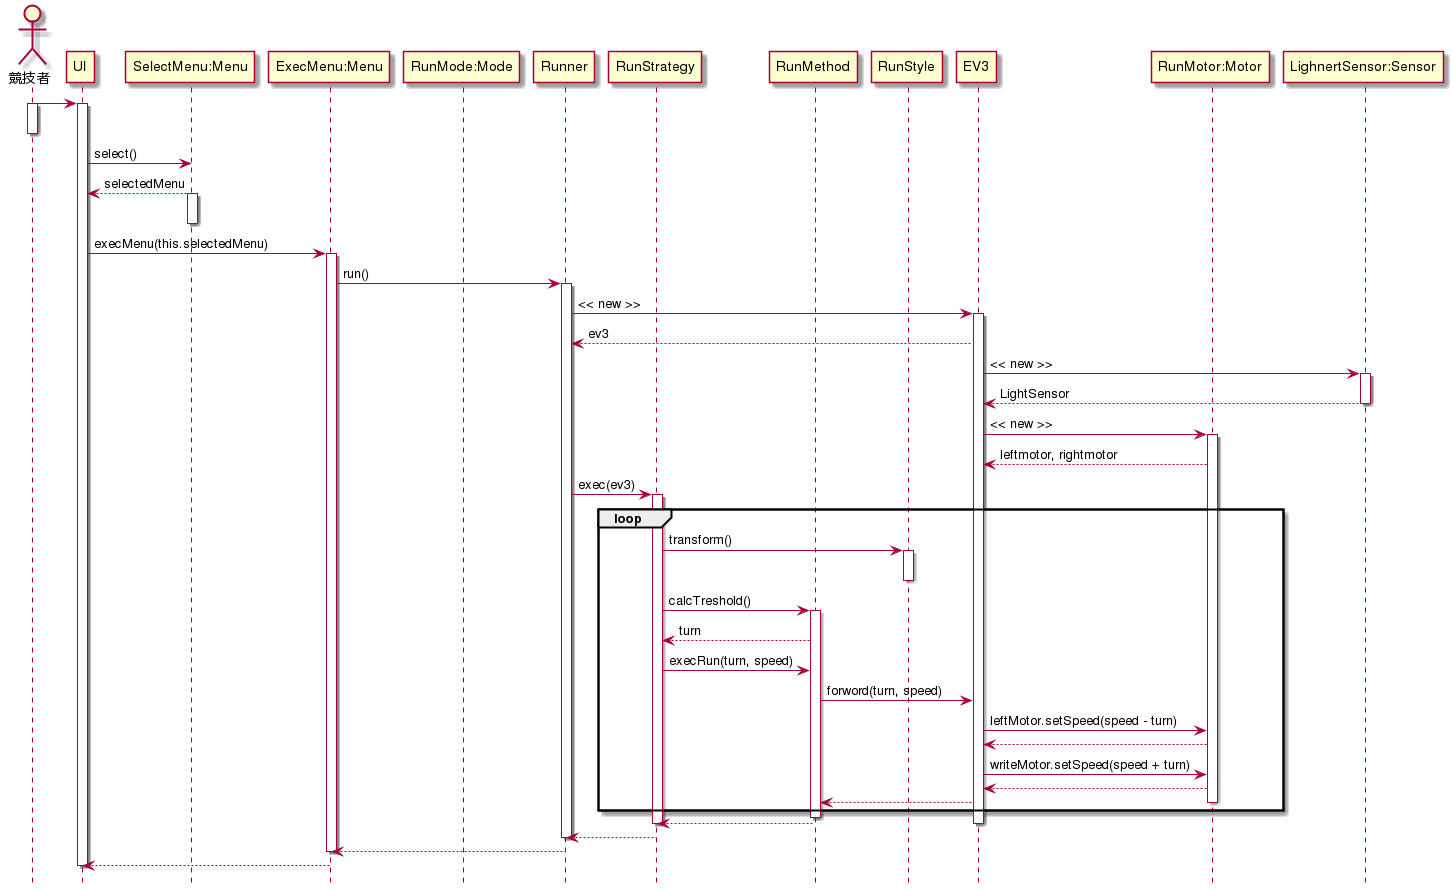 競技者
UI
SelectMenu:Menu
ExecMenu:Menu
RunMode:Mode
Runner
RunStrategy
RunMethod
RunStyle
EV3
RunMotor:Motor
LighnertSensor:Sensor
select()
selectedMenu
execMenu(this.selectedMenu)
run()
<< new >>
ev3
<< new >>
LightSensor
<< new >>
leftmotor, rightmotor
exec(ev3)
loop
transform()
calcTreshold()
turn
execRun(turn, speed)
forword(turn, speed)
leftMotor.setSpeed(speed - turn)
writeMotor.setSpeed(speed + turn)